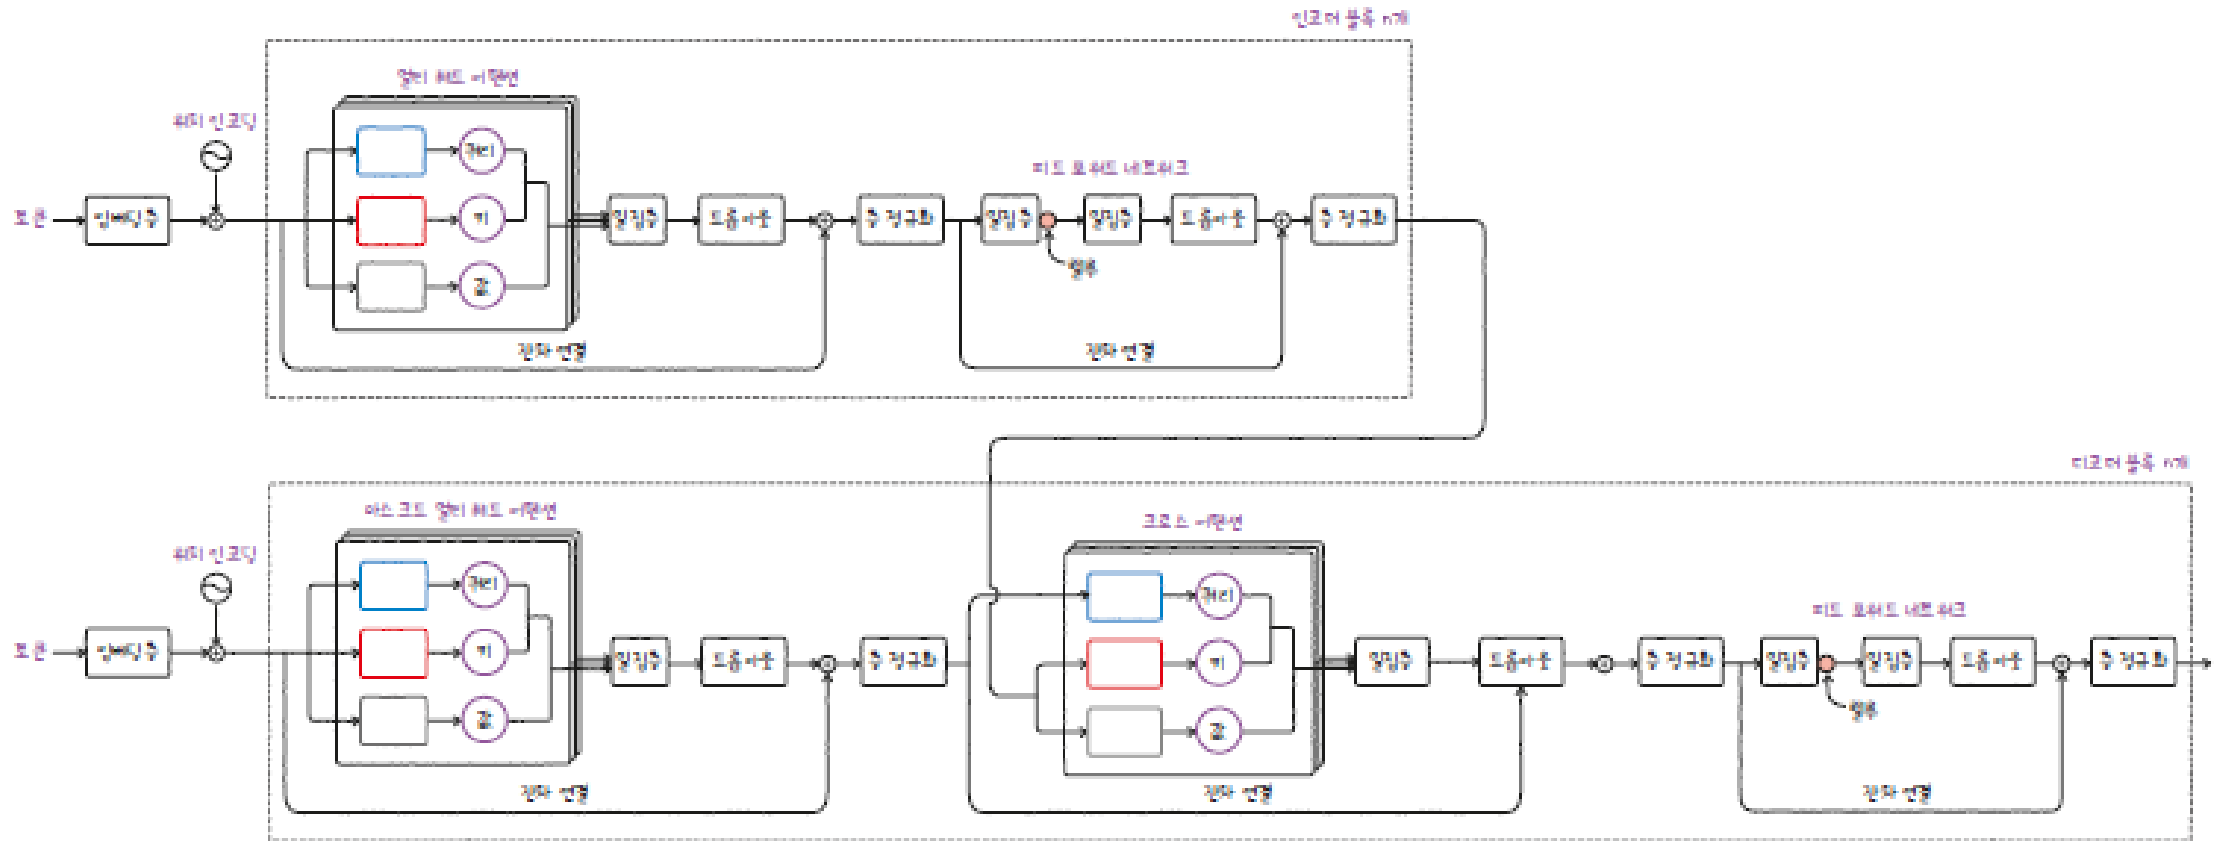 인코더 블록 n개
멀티 헤드 어텐션
위치 인코딩
쿼리
피드 포워드 네트워크
토큰
임베딩 층
키
밀집층
드롭아웃
층 정규화
밀집층
밀집층
드롭아웃
층 정규화
렐루
값
잔차 연결
잔차 연결
디코더 블록 n개
마스크드 멀티 헤드 어텐션
크로스 어텐션
위치 인코딩
쿼리
쿼리
피드 포워드 네트워크
토큰
임베딩 층
키
밀집층
드롭아웃
층 정규화
키
밀집층
드롭아웃
층 정규화
밀집층
밀집층
드롭아웃
층 정규화
렐루
값
값
잔차 연결
잔차 연결
잔차 연결